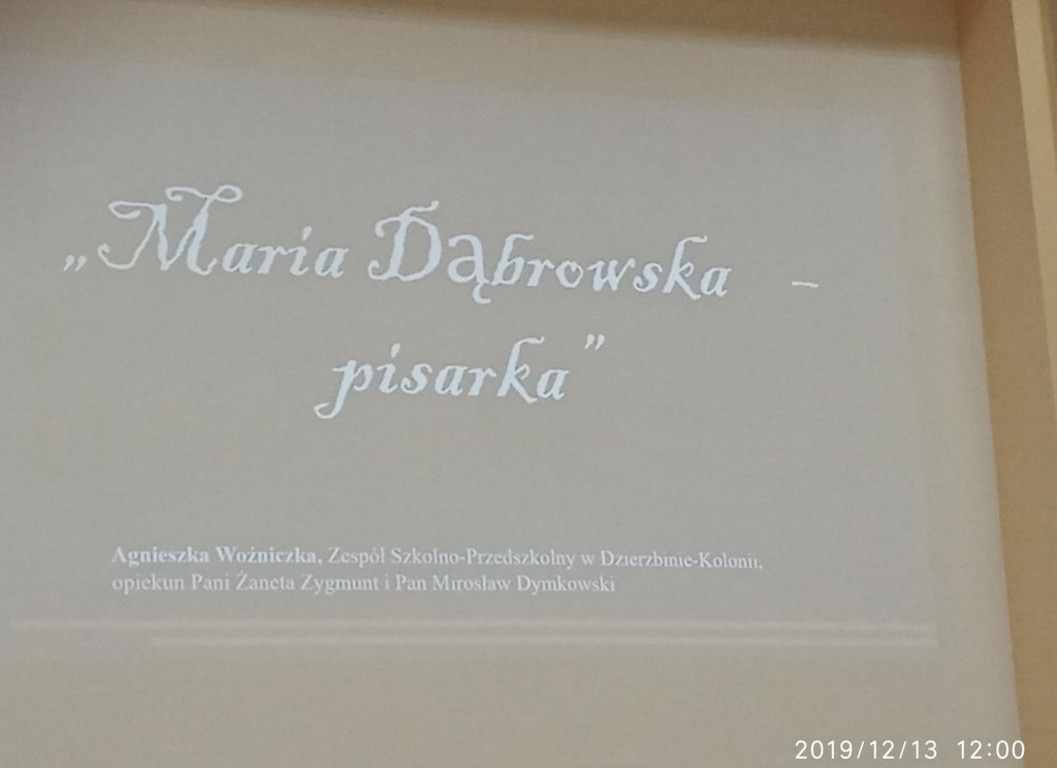 „Maria Dąbrowska –
pisarka”
Agnieszka Woźniczka, Zespół Szkolno-Przedszkolny w Dzierzbinie-Kolonii,
opiekun Pani Żaneta Zygmunt i Pan Mirosław Dymkowski
2019/12/13 12:00